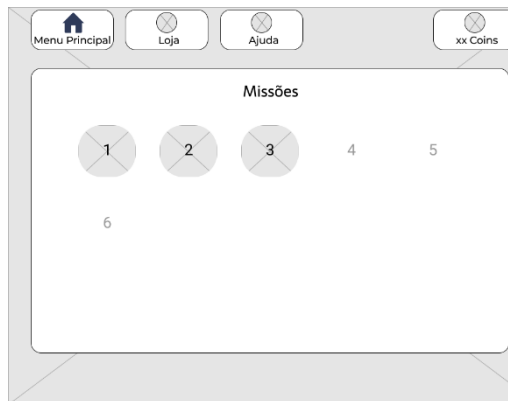 Menu Principal
Loja
Ajuda
xx Coins
Missões
1 2 3 4 5
6